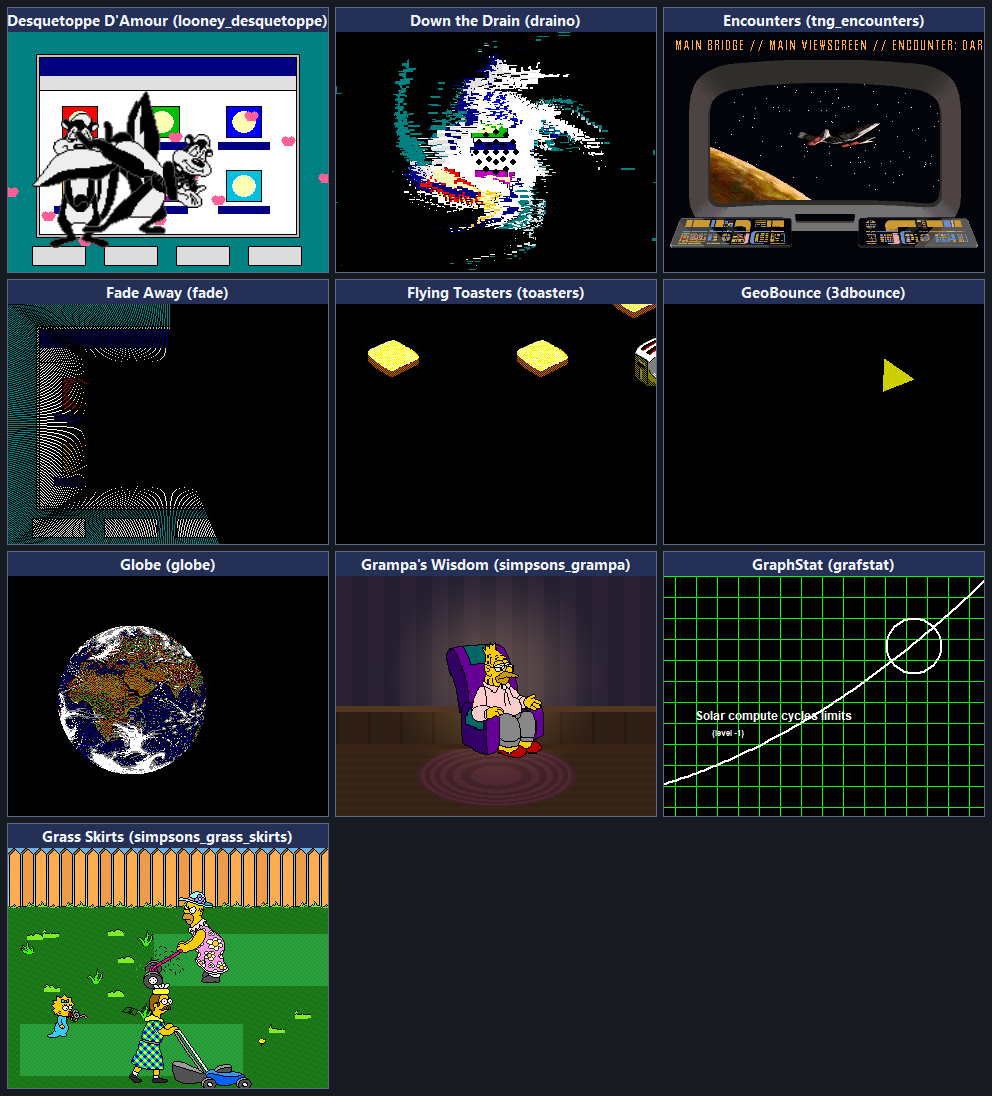 Desquetoppe D'Amour (looney_desquetoppe)
Down the Drain (draino)
Encounters (tng_encounters)
MAIN BRIDGE // MAIN VIEWSCREEN // ENCOUNTER: DAR
Fade Away (fade)
Flying Toasters (toasters)
GeoBounce (3dbounce)
Globe (globe)
Grampa's Wisdom (simpsons_grampa)
GraphStat (grafstat)
Solar compute cycles limits
(level -1)
Grass Skirts (simpsons_grass_skirts)